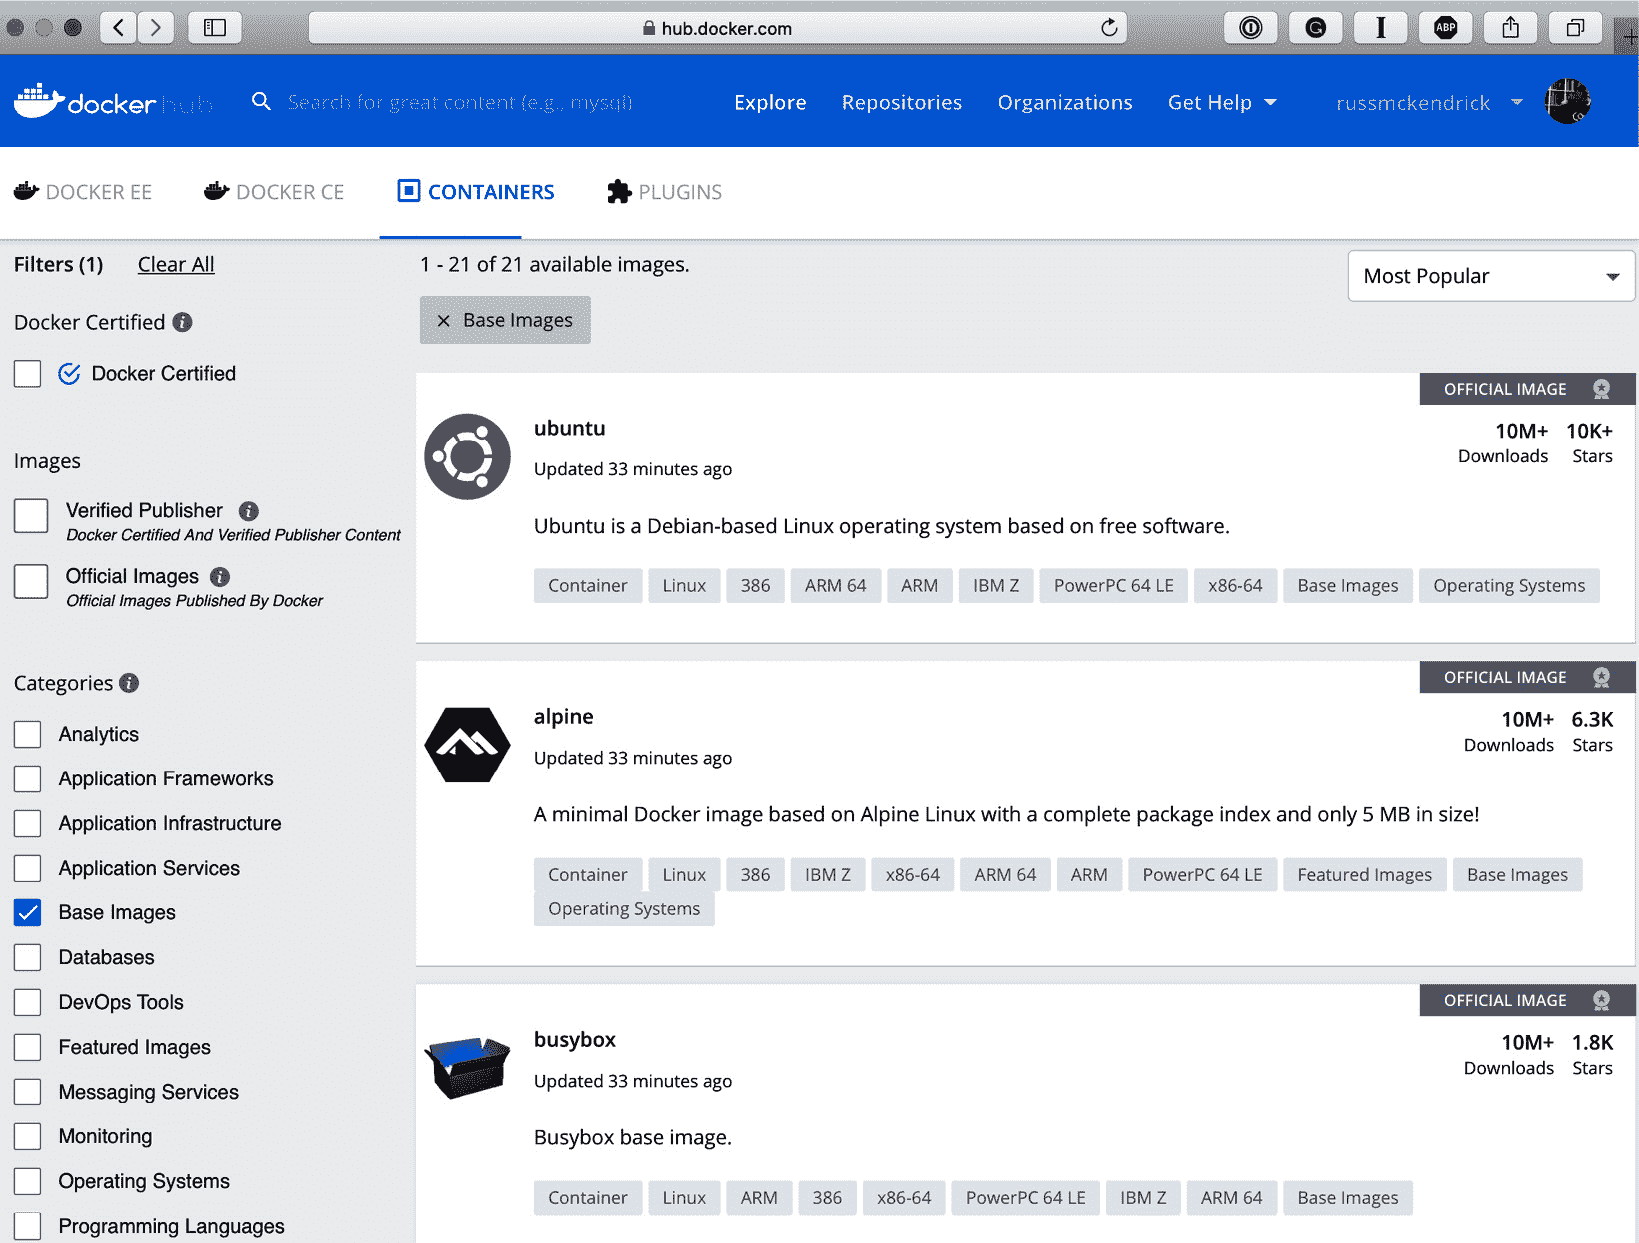 hub.docker.com
ABP
docker hub
Search for great content (e.g., mysql)
Explore
Repositories
Organizations
Get Help
russmckendrick
DOCKER EE
DOCKER CE
CONTAINERS
PLUGINS
Filters (1)
Clear All
1 - 21 of 21 available images.
Most Popular
Base Images
Docker Certified
Docker Certified
Images
Verified Publisher
Docker Certified And Verified Publisher Content
Official Images
Official Images Published By Docker
Categories
Analytics
Application Frameworks
Application Infrastructure
Application Services
Base Images
Databases
DevOps Tools
Featured Images
Messaging Services
Monitoring
Operating Systems
Programming Languages
OFFICIAL IMAGE
ubuntu
10M+ 10K+
Downloads Stars
Updated 33 minutes ago
Ubuntu is a Debian-based Linux operating system based on free software.
Container Linux 386 ARM 64 ARM IBM Z PowerPC 64 LE x86-64 Base Images Operating Systems
OFFICIAL IMAGE
alpine
10M+ 6.3K
Downloads Stars
Updated 33 minutes ago
A minimal Docker image based on Alpine Linux with a complete package index and only 5 MB in size!
Container Linux 386 IBM Z x86-64 ARM 64 ARM PowerPC 64 LE Featured Images Base Images
Operating Systems
OFFICIAL IMAGE
busybox
10M+ 1.8K
Downloads Stars
Updated 33 minutes ago
Busybox base image.
Container Linux ARM 386 x86-64 PowerPC 64 LE IBM Z ARM 64 Base Images